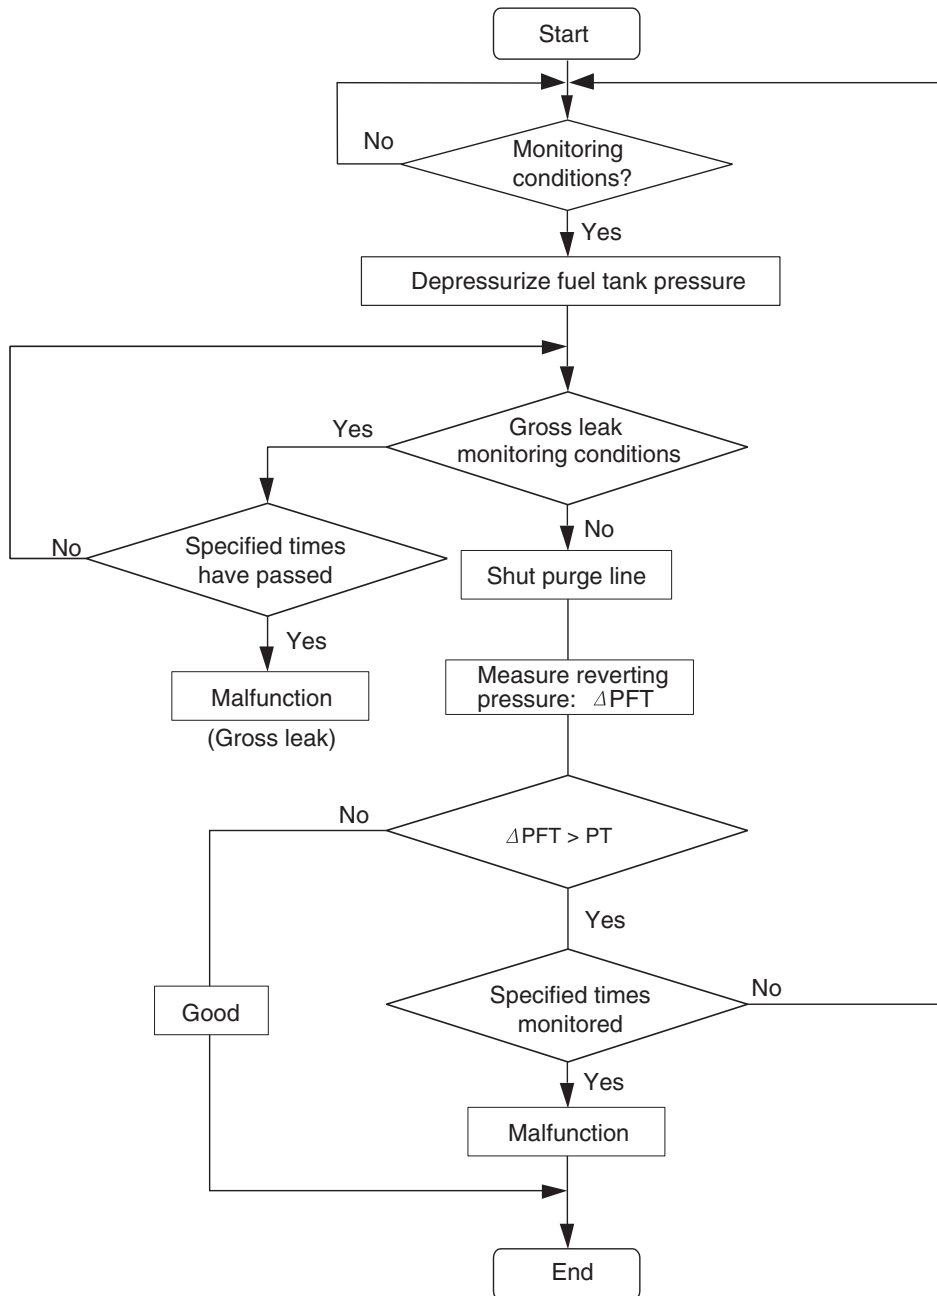 Start
No
Monitoring
conditions?
Yes
Depressurize fuel tank pressure
Yes
Gross leak
monitoring conditions
No
Specified times
have passed
No
Shut purge line
Yes
Malfunction
(Gross leak)
Measure reverting
pressure: ΔPFT
No
ΔPFT > PT
Yes
Good
Specified times
monitored
No
Yes
Malfunction
End